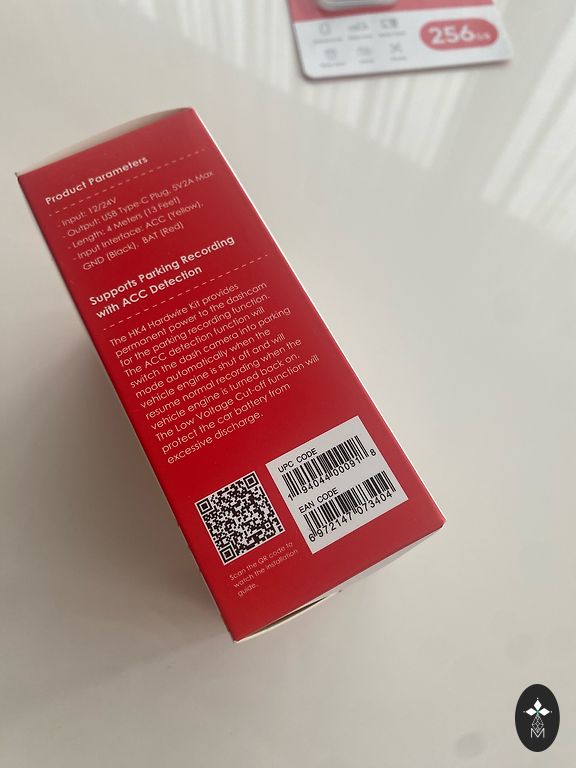 256GB
Product Parameters
- Input: 12/24V
- Output: USB Type-C Plug, 5V2A Max
- Length: 4 Meters (13 Feet)
- Input Interface: ACC (Yellow),
GND (Black), BAT (Red)
Supports Parking Recording
with ACC Detection
The HK4 Hardwire Kit provides
permanent power to the dashcam
for the parking recording function.
The ACC detection function will
switch the dash camera into parking
mode automatically when the
vehicle engine is shut off and will
resume normal recording when the
vehicle engine is turned back on.
The Low Voltage Cut-off function will
protect the car battery from
excessive discharge.
UPC CODE
1 94044 00091 8
EAN CODE
6 972147 073404
Scan the QR code to
watch the installation
guide.
M